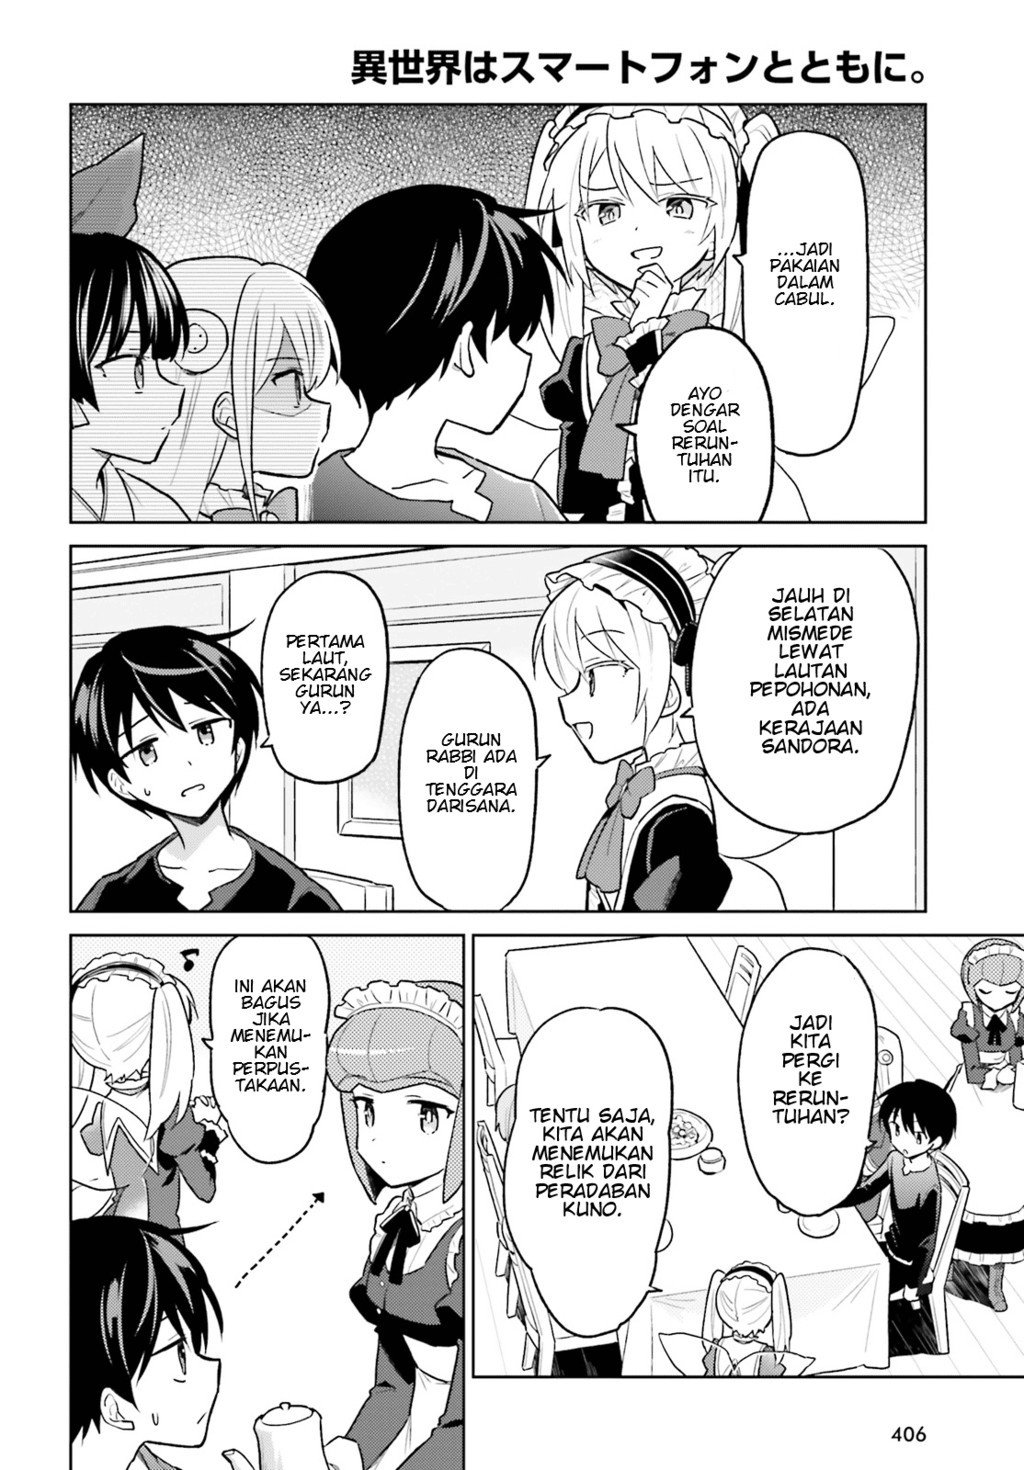 異世界はスマートフォンとともに。
...JADI
PAKAIAN
DALAM
CABUL.
AYO
DENGAR
SOAL
RERUN-
TUHAN
ITU.
JAUH DI
SELATAN
MISMEDE
LEWAT
LAUTAN
PEPOHONAN,
ADA
KERAJAAN
SANDORA.
GURUN
RABBI ADA
DI
TENGGARA
DARISANA.
PERTAMA
LAUT,
SEKARANG
GURUN
YA...?
JADI
KITA
PERGI
KE
RERUN-
TUHAN?
TENTU SAJA,
KITA AKAN
MENEMUKAN
RELIK DARI
PERADABAN
KUNO.
INI AKAN
BAGUS
JIKA
MENEMU-
KAN
PERPUS-
TAKAAN.
406